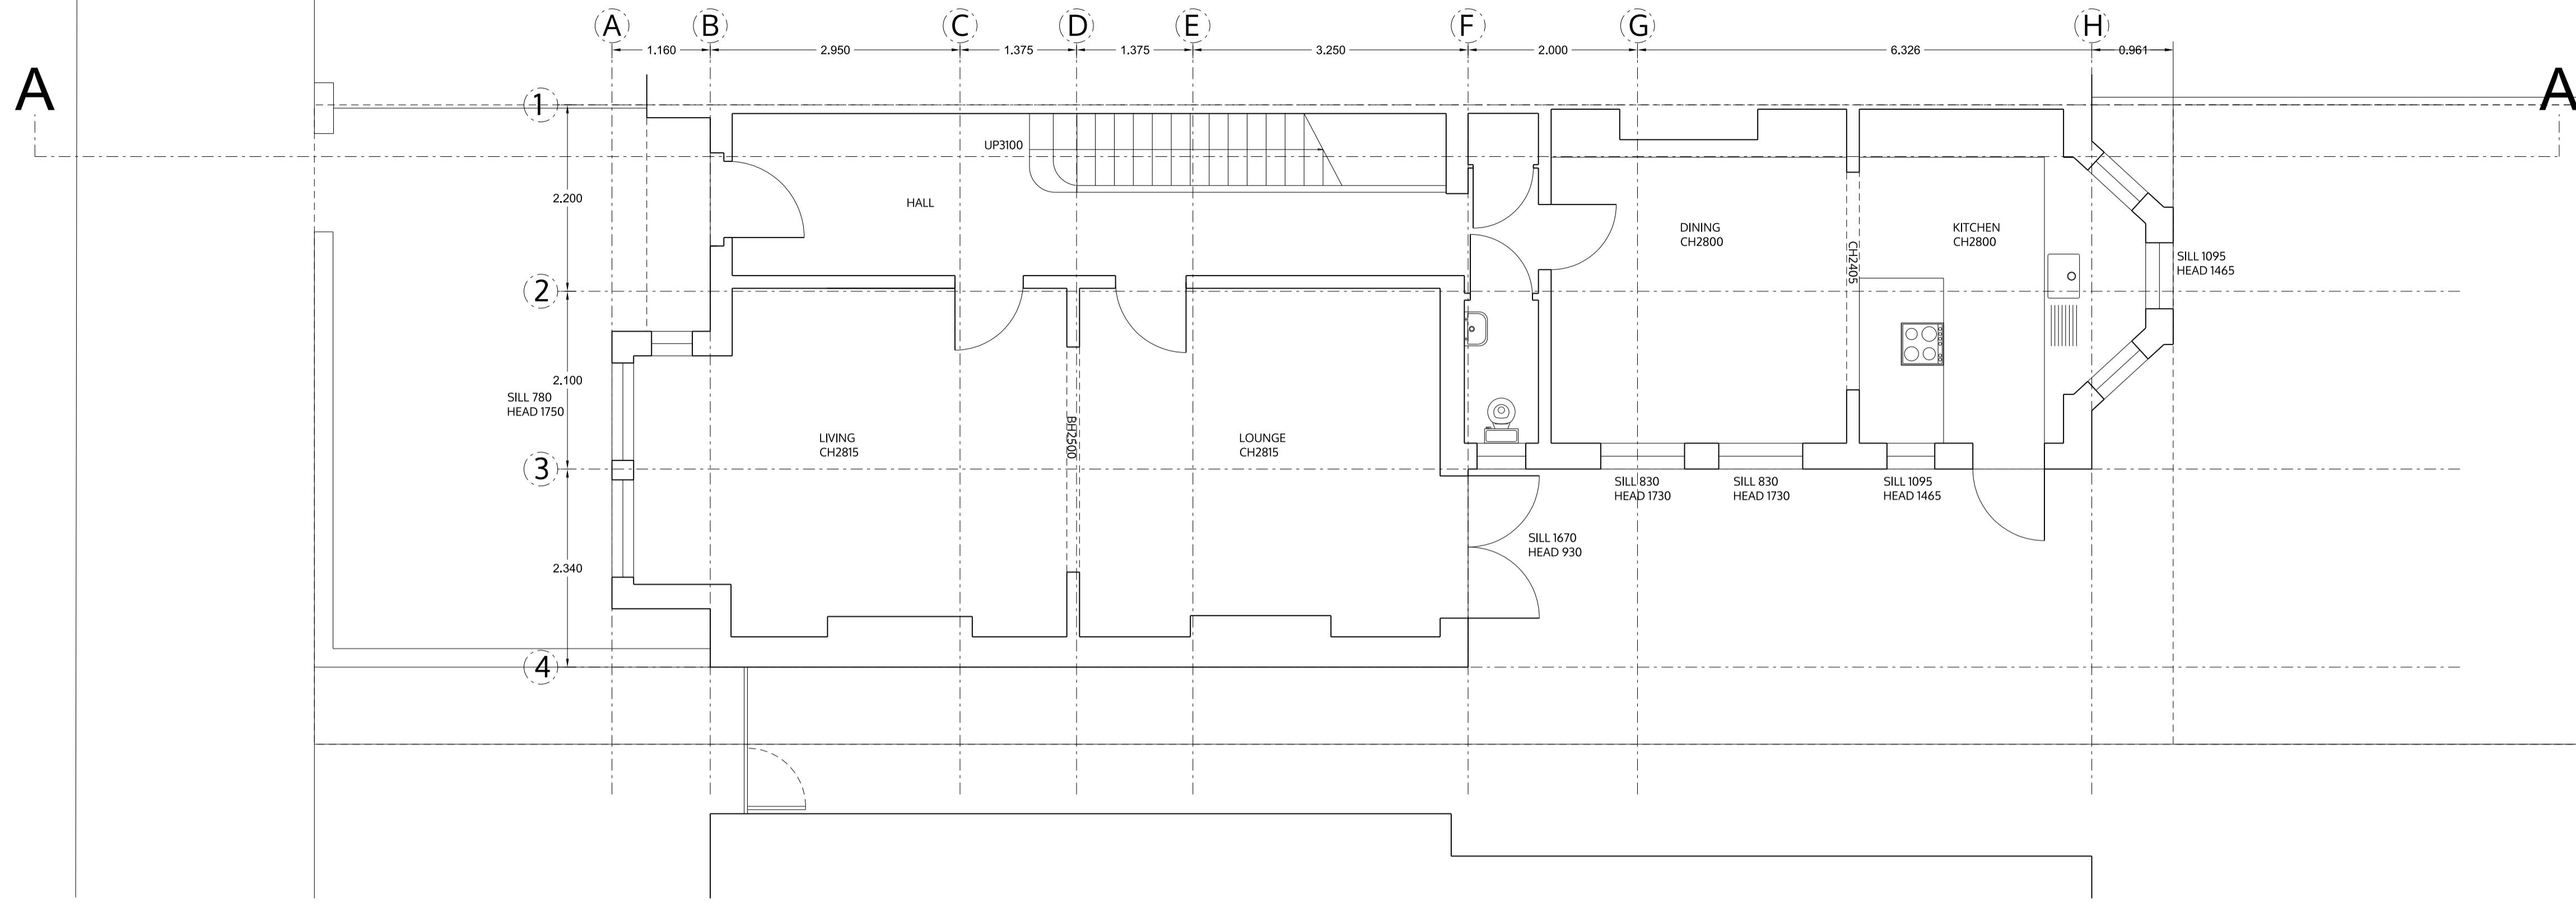 A
B
C
D
E
F
G
H
1.160
2.950
1.375
1.375
3.250
2.000
6.326
0.961
A
A
1
UP3100
2.200
HALL
DINING
CH2800
KITCHEN
CH2800
CH2405
SILL 1095
HEAD 1465
2
2.100
SILL 780
HEAD 1750
LIVING
CH2815
BH2500
LOUNGE
CH2815
3
SILL 830
HEAD 1730
SILL 830
HEAD 1730
SILL 1095
HEAD 1465
SILL 1670
HEAD 930
2.340
4